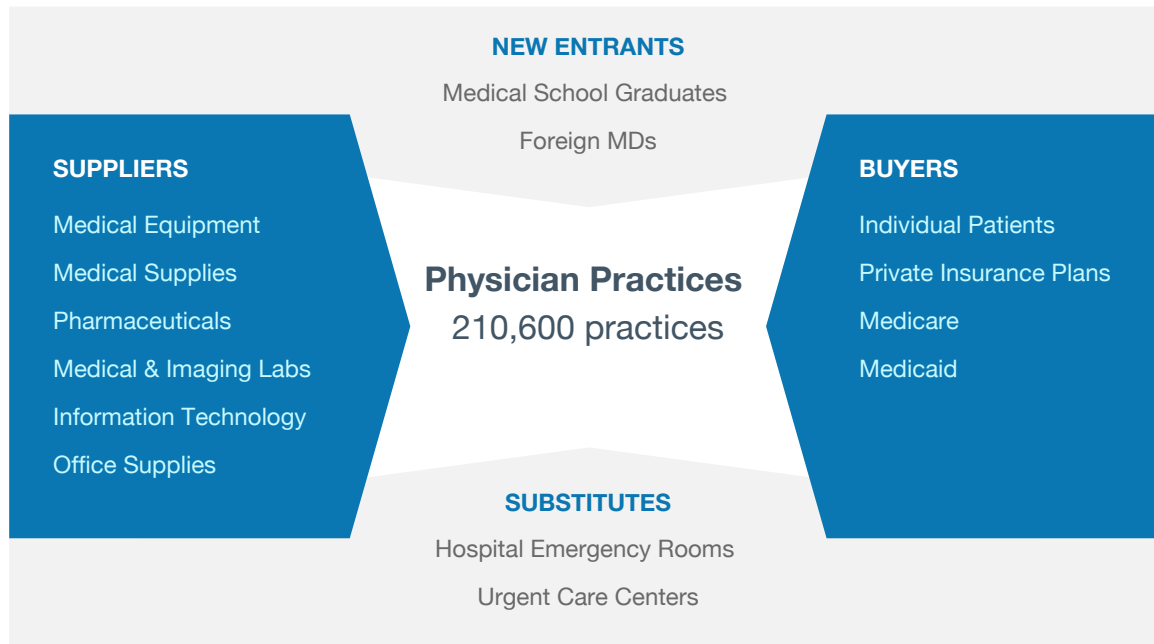 NEW ENTRANTS
Medical School Graduates
Foreign MDs
SUPPLIERS
Medical Equipment
Medical Supplies
Pharmaceuticals
Medical & Imaging Labs
Information Technology
Office Supplies
Physician Practices
210,600 practices
BUYERS
Individual Patients
Private Insurance Plans
Medicare
Medicaid
SUBSTITUTES
Hospital Emergency Rooms
Urgent Care Centers